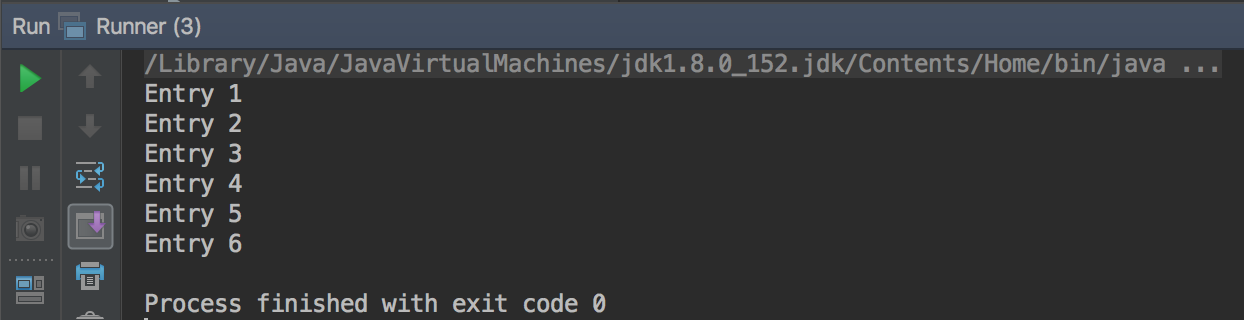 Run Runner (3)
/Library/Java/JavaVirtualMachines/jdk1.8.0_152.jdk/Contents/Home/bin/java ...
Entry 1
Entry 2
Entry 3
Entry 4
Entry 5
Entry 6
Process finished with exit code 0